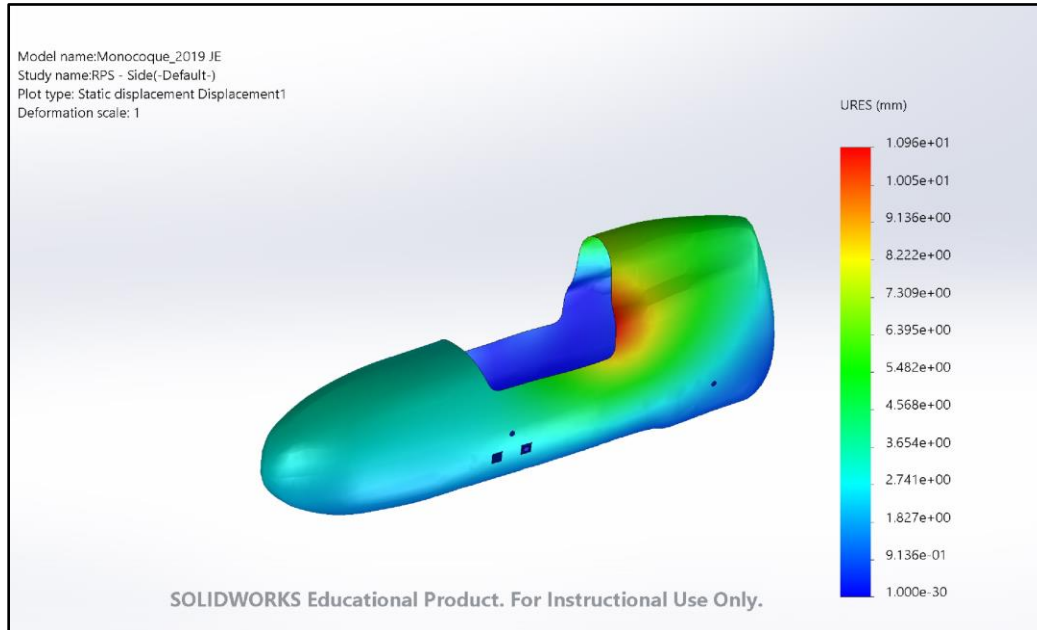 Model name:Monocoque_2019 JE
Study name:RPS - Side(-Default-)
Plot type: Static displacement Displacement1
Deformation scale: 1
URES (mm)
1.096e+01
1.005e+01
9.136e+00
8.222e+00
7.309e+00
6.395e+00
5.482e+00
4.568e+00
3.654e+00
2.741e+00
1.827e+00
9.136e-01
1.000e-30
SOLIDWORKS Educational Product. For Instructional Use Only.